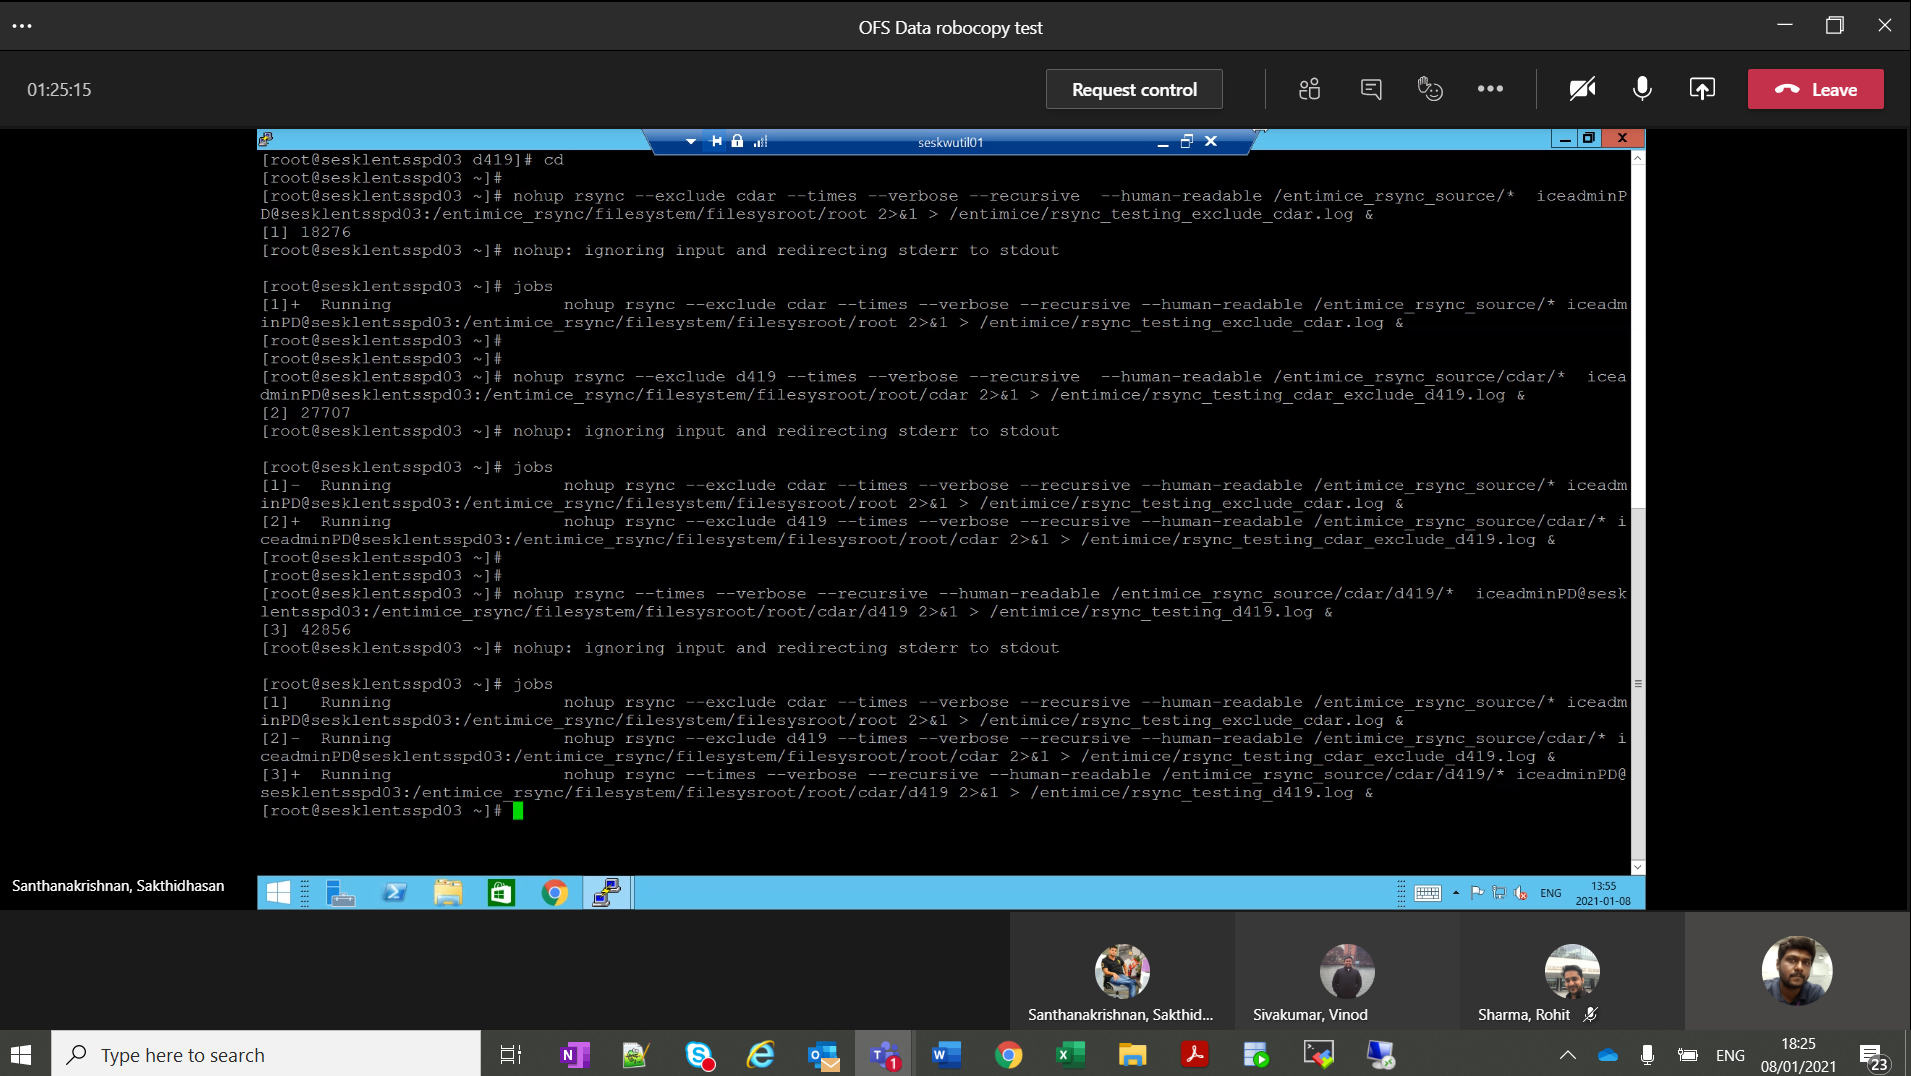 OFS Data robocopy test
01:25:15
Request control
Leave
seskwutil01
[root@sesklentsspd03 d419]# cd
[root@sesklentsspd03 ~]#
[root@sesklentsspd03 ~]# nohup rsync --exclude cdar --times --verbose --recursive  --human-readable /entimice_rsync_source/*  iceadminP
D@sesklentsspd03:/entimice_rsync/filesystem/filesysroot/root 2>&1 > /entimice/rsync_testing_exclude_cdar.log &
[1] 18276
[root@sesklentsspd03 ~]# nohup: ignoring input and redirecting stderr to stdout
[root@sesklentsspd03 ~]# jobs
[1]+  Running                 nohup rsync --exclude cdar --times --verbose --recursive --human-readable /entimice_rsync_source/* iceadm
inPD@sesklentsspd03:/entimice_rsync/filesystem/filesysroot/root 2>&1 > /entimice/rsync_testing_exclude_cdar.log &
[root@sesklentsspd03 ~]#
[root@sesklentsspd03 ~]#
[root@sesklentsspd03 ~]# nohup rsync --exclude d419 --times --verbose --recursive  --human-readable /entimice_rsync_source/cdar/*  icea
dminPD@sesklentsspd03:/entimice_rsync/filesystem/filesysroot/root/cdar 2>&1 > /entimice/rsync_testing_cdar_exclude_d419.log &
[2] 27707
[root@sesklentsspd03 ~]# nohup: ignoring input and redirecting stderr to stdout
[root@sesklentsspd03 ~]# jobs
[1]-  Running                 nohup rsync --exclude cdar --times --verbose --recursive --human-readable /entimice_rsync_source/* iceadm
inPD@sesklentsspd03:/entimice_rsync/filesystem/filesysroot/root 2>&1 > /entimice/rsync_testing_exclude_cdar.log &
[2]+  Running                 nohup rsync --exclude d419 --times --verbose --recursive --human-readable /entimice_rsync_source/cdar/* i
ceadminPD@sesklentsspd03:/entimice_rsync/filesystem/filesysroot/root/cdar 2>&1 > /entimice/rsync_testing_cdar_exclude_d419.log &
[root@sesklentsspd03 ~]#
[root@sesklentsspd03 ~]#
[root@sesklentsspd03 ~]# nohup rsync --times --verbose --recursive --human-readable /entimice_rsync_source/cdar/d419/*  iceadminPD@sesk
lentsspd03:/entimice_rsync/filesystem/filesysroot/root/cdar/d419 2>&1 > /entimice/rsync_testing_d419.log &
[3] 42856
[root@sesklentsspd03 ~]# nohup: ignoring input and redirecting stderr to stdout
[root@sesklentsspd03 ~]# jobs
[1]   Running                 nohup rsync --exclude cdar --times --verbose --recursive --human-readable /entimice_rsync_source/* iceadm
inPD@sesklentsspd03:/entimice_rsync/filesystem/filesysroot/root 2>&1 > /entimice/rsync_testing_exclude_cdar.log &
[2]-  Running                 nohup rsync --exclude d419 --times --verbose --recursive --human-readable /entimice_rsync_source/cdar/* i
ceadminPD@sesklentsspd03:/entimice_rsync/filesystem/filesysroot/root/cdar 2>&1 > /entimice/rsync_testing_cdar_exclude_d419.log &
[3]+  Running                 nohup rsync --times --verbose --recursive --human-readable /entimice_rsync_source/cdar/d419/* iceadminPD@
sesklentsspd03:/entimice_rsync/filesystem/filesysroot/root/cdar/d419 2>&1 > /entimice/rsync_testing_d419.log &
[root@sesklentsspd03 ~]#
Santhanakrishnan, Sakthidhasan
ENG
13:55
2021-01-08
Santhanakrishnan, Sakthid...
Sivakumar, Vinod
Sharma, Rohit
Type here to search
1
ENG
18:25
08/01/2021
23